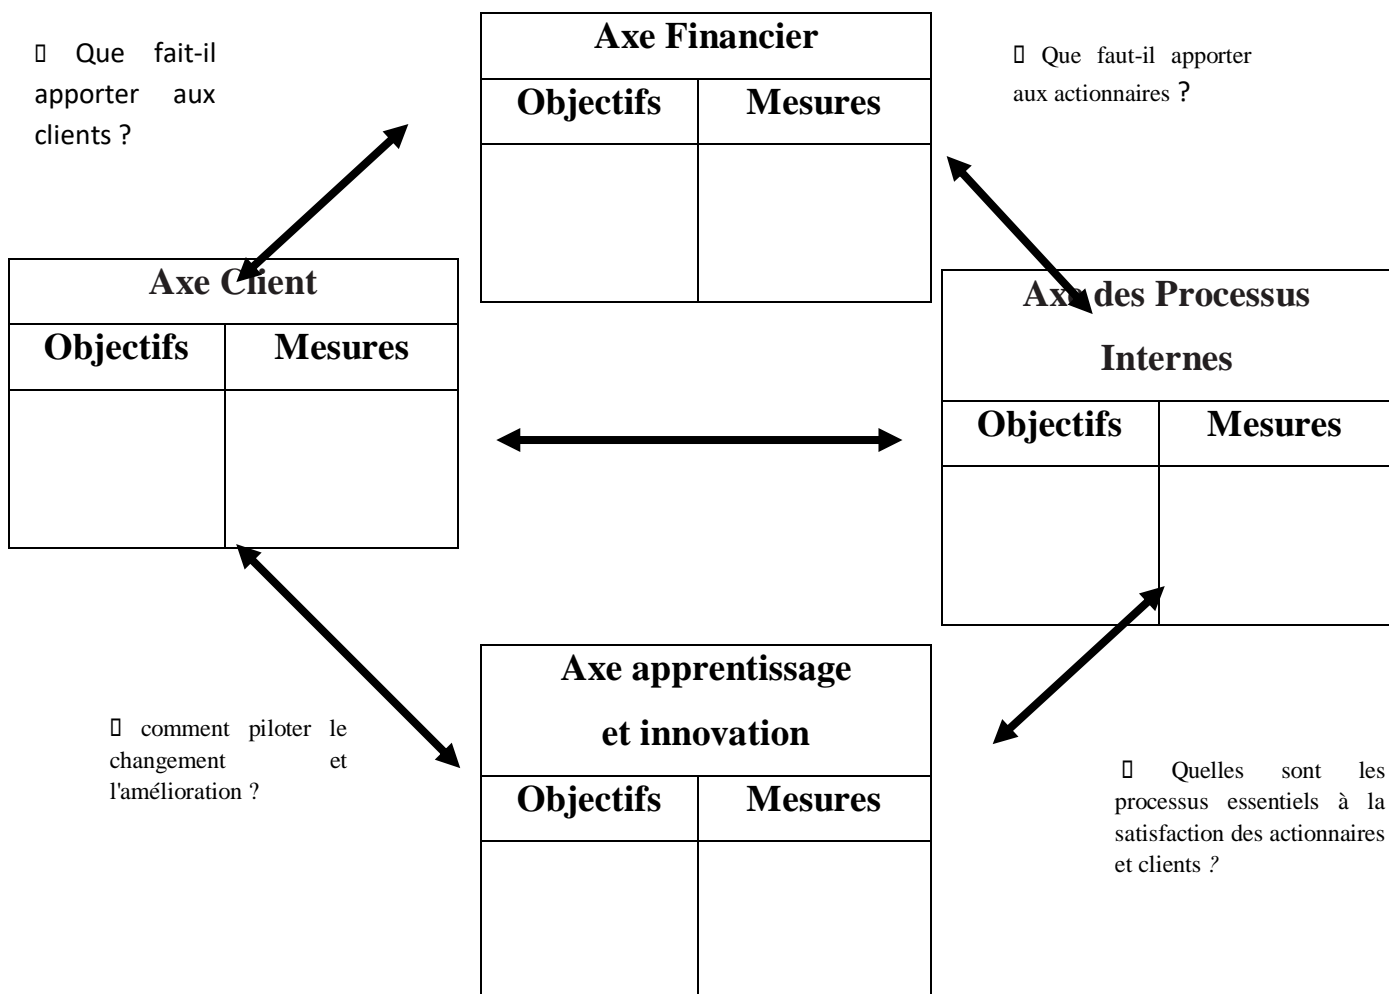 ▯ Que fait-il
apporter aux
clients ?
Axe Financier
Objectifs Mesures
▯ Que faut-il apporter
aux actionnaires ?
Axe Client
Objectifs Mesures
Axe des Processus
Internes
Objectifs Mesures
▯ comment piloter le
changement et
l'amélioration ?
Axe apprentissage
et innovation
Objectifs Mesures
▯ Quelles sont les
processus essentiels à la
satisfaction des actionnaires
et clients ?